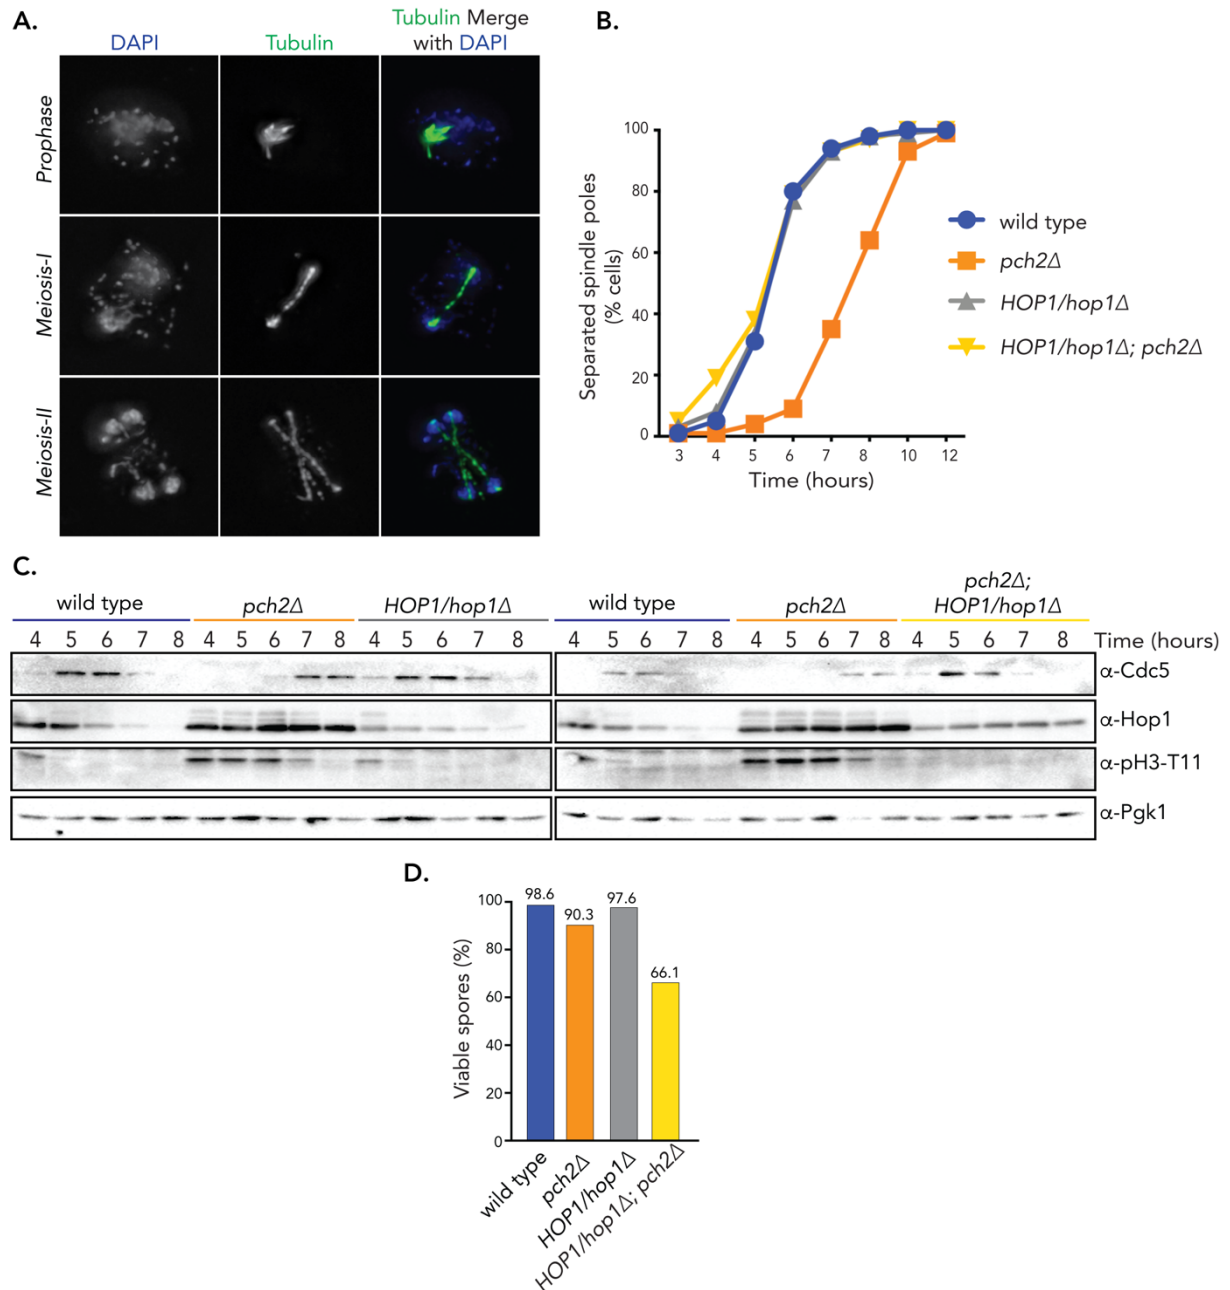 A.
DAPI
Tubulin
Tubulin Merge
with DAPI
Prophase
Meiosis-I
Meiosis-II
B.
Separated spindle poles
(% cells)
100
80
60
40
20
0
3 4 5 6 7 8 10 12
Time (hours)
wild type
pch2Δ
HOP1/hop1Δ
HOP1/hop1Δ; pch2Δ
C.
wild type
pch2Δ
HOP1/hop1Δ
wild type
pch2Δ
pch2Δ;
HOP1/hop1Δ
4 5 6 7 8 4 5 6 7 8 4 5 6 7 8 4 5 6 7 8 4 5 6 7 8 4 5 6 7 8 Time (hours)
α-Cdc5
α-Hop1
α-pH3-T11
α-Pgk1
D.
Viable spores (%)
100
80
60
40
20
0
98.6
90.3
97.6
66.1
wild type
pch2Δ
HOP1/hop1Δ
HOP1/hop1Δ; pch2Δ